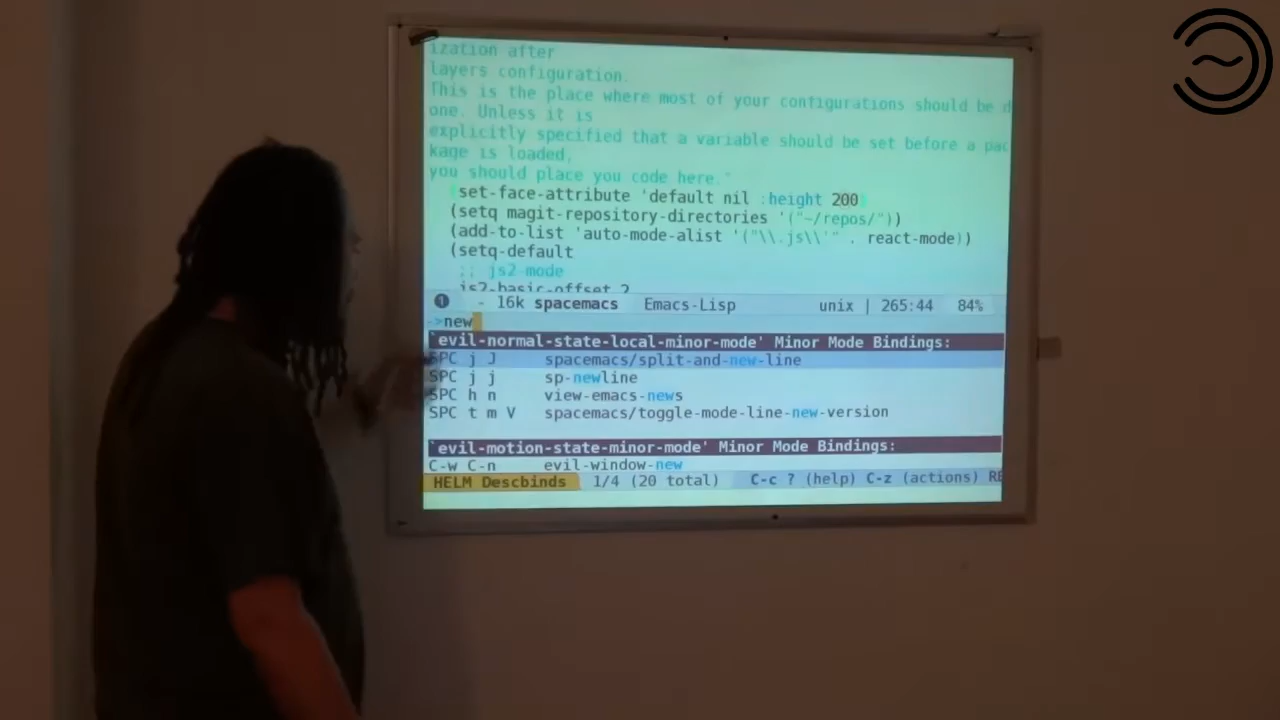 ization after
layers configuration.
This is the place where most of your configurations should be d
one. Unless it is
explicitly specified that a variable should be set before a pac
kage is loaded,
you should place you code here."
(set-face-attribute 'default nil :height 200)
(setq magit-repository-directories '("~/repos/"))
(add-to-list 'auto-mode-alist '("\\.js\\'" . react-mode))
(setq-default
;; js2-mode
js2-basic-offset 2
❶ - 16k spacemacs Emacs-Lisp unix | 265:44 84%
->new
`evil-normal-state-local-minor-mode' Minor Mode Bindings:
SPC j J spacemacs/split-and-new-line
SPC j j sp-newline
SPC h n view-emacs-news
SPC t m V spacemacs/toggle-mode-line-new-version
`evil-motion-state-minor-mode' Minor Mode Bindings:
C-w C-n evil-window-new
HELM Descbinds 1/4 (20 total) C-c ? (help) C-z (actions) RE